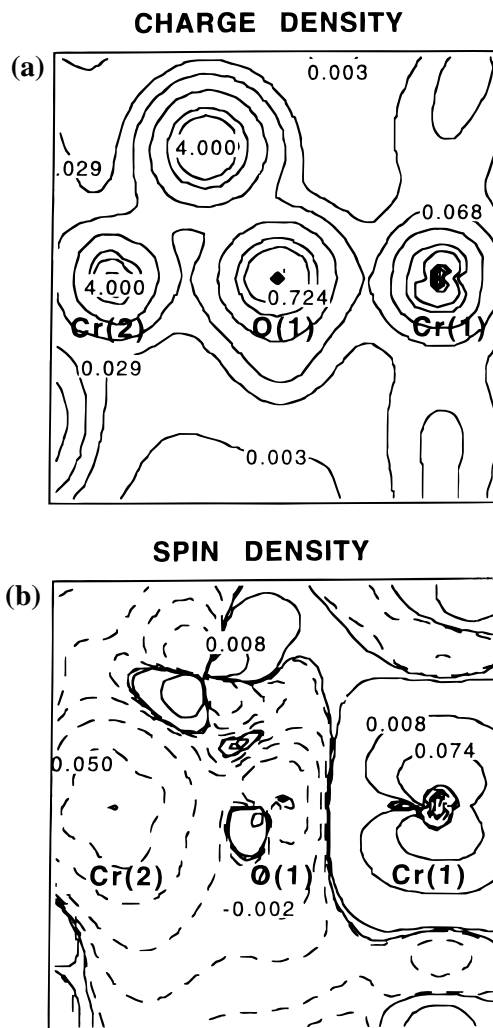 CHARGE DENSITY
(a)
0.003
4.000
.029
0.068
4.000
0.724
Cr(2) O(1) Cr(1)
0.029
0.003
SPIN DENSITY
(b)
0.008
0.008
0.050
0.074
Cr(2) O(1) Cr(1)
-0.002